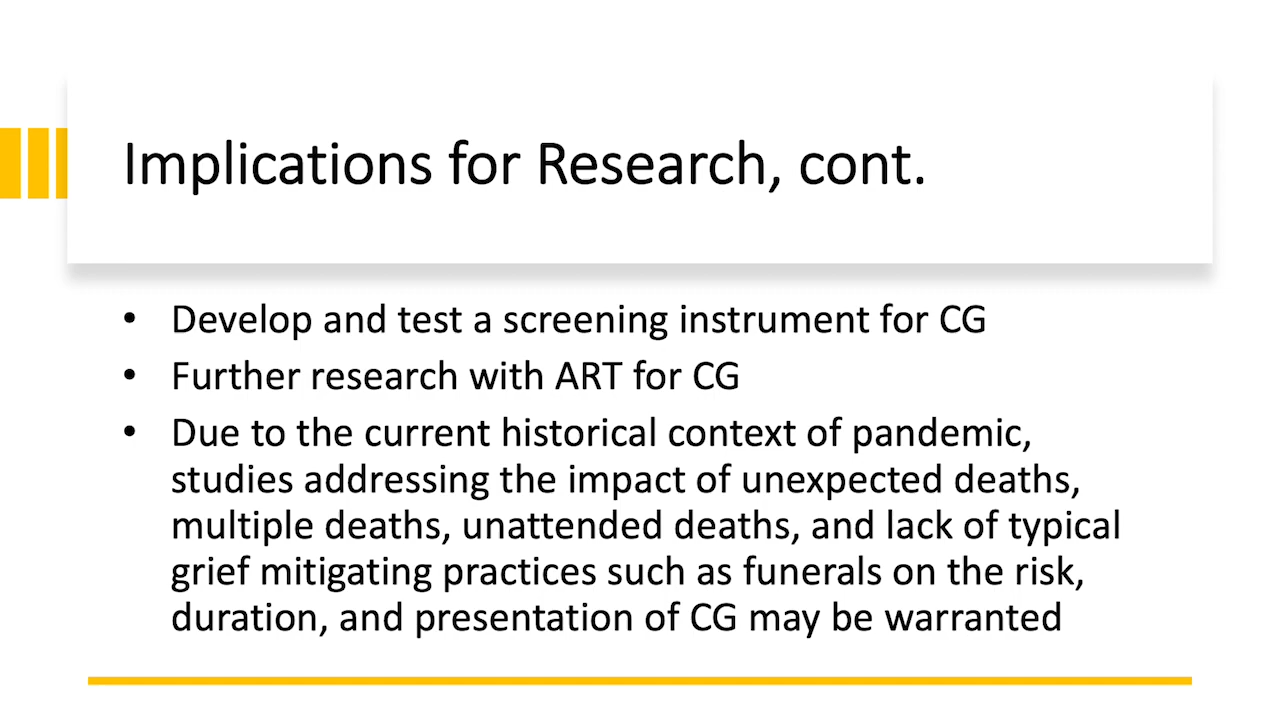 Implications for Research, cont.
• Develop and test a screening instrument for CG
• Further research with ART for CG
• Due to the current historical context of pandemic,
studies addressing the impact of unexpected deaths,
multiple deaths, unattended deaths, and lack of typical
grief mitigating practices such as funerals on the risk,
duration, and presentation of CG may be warranted